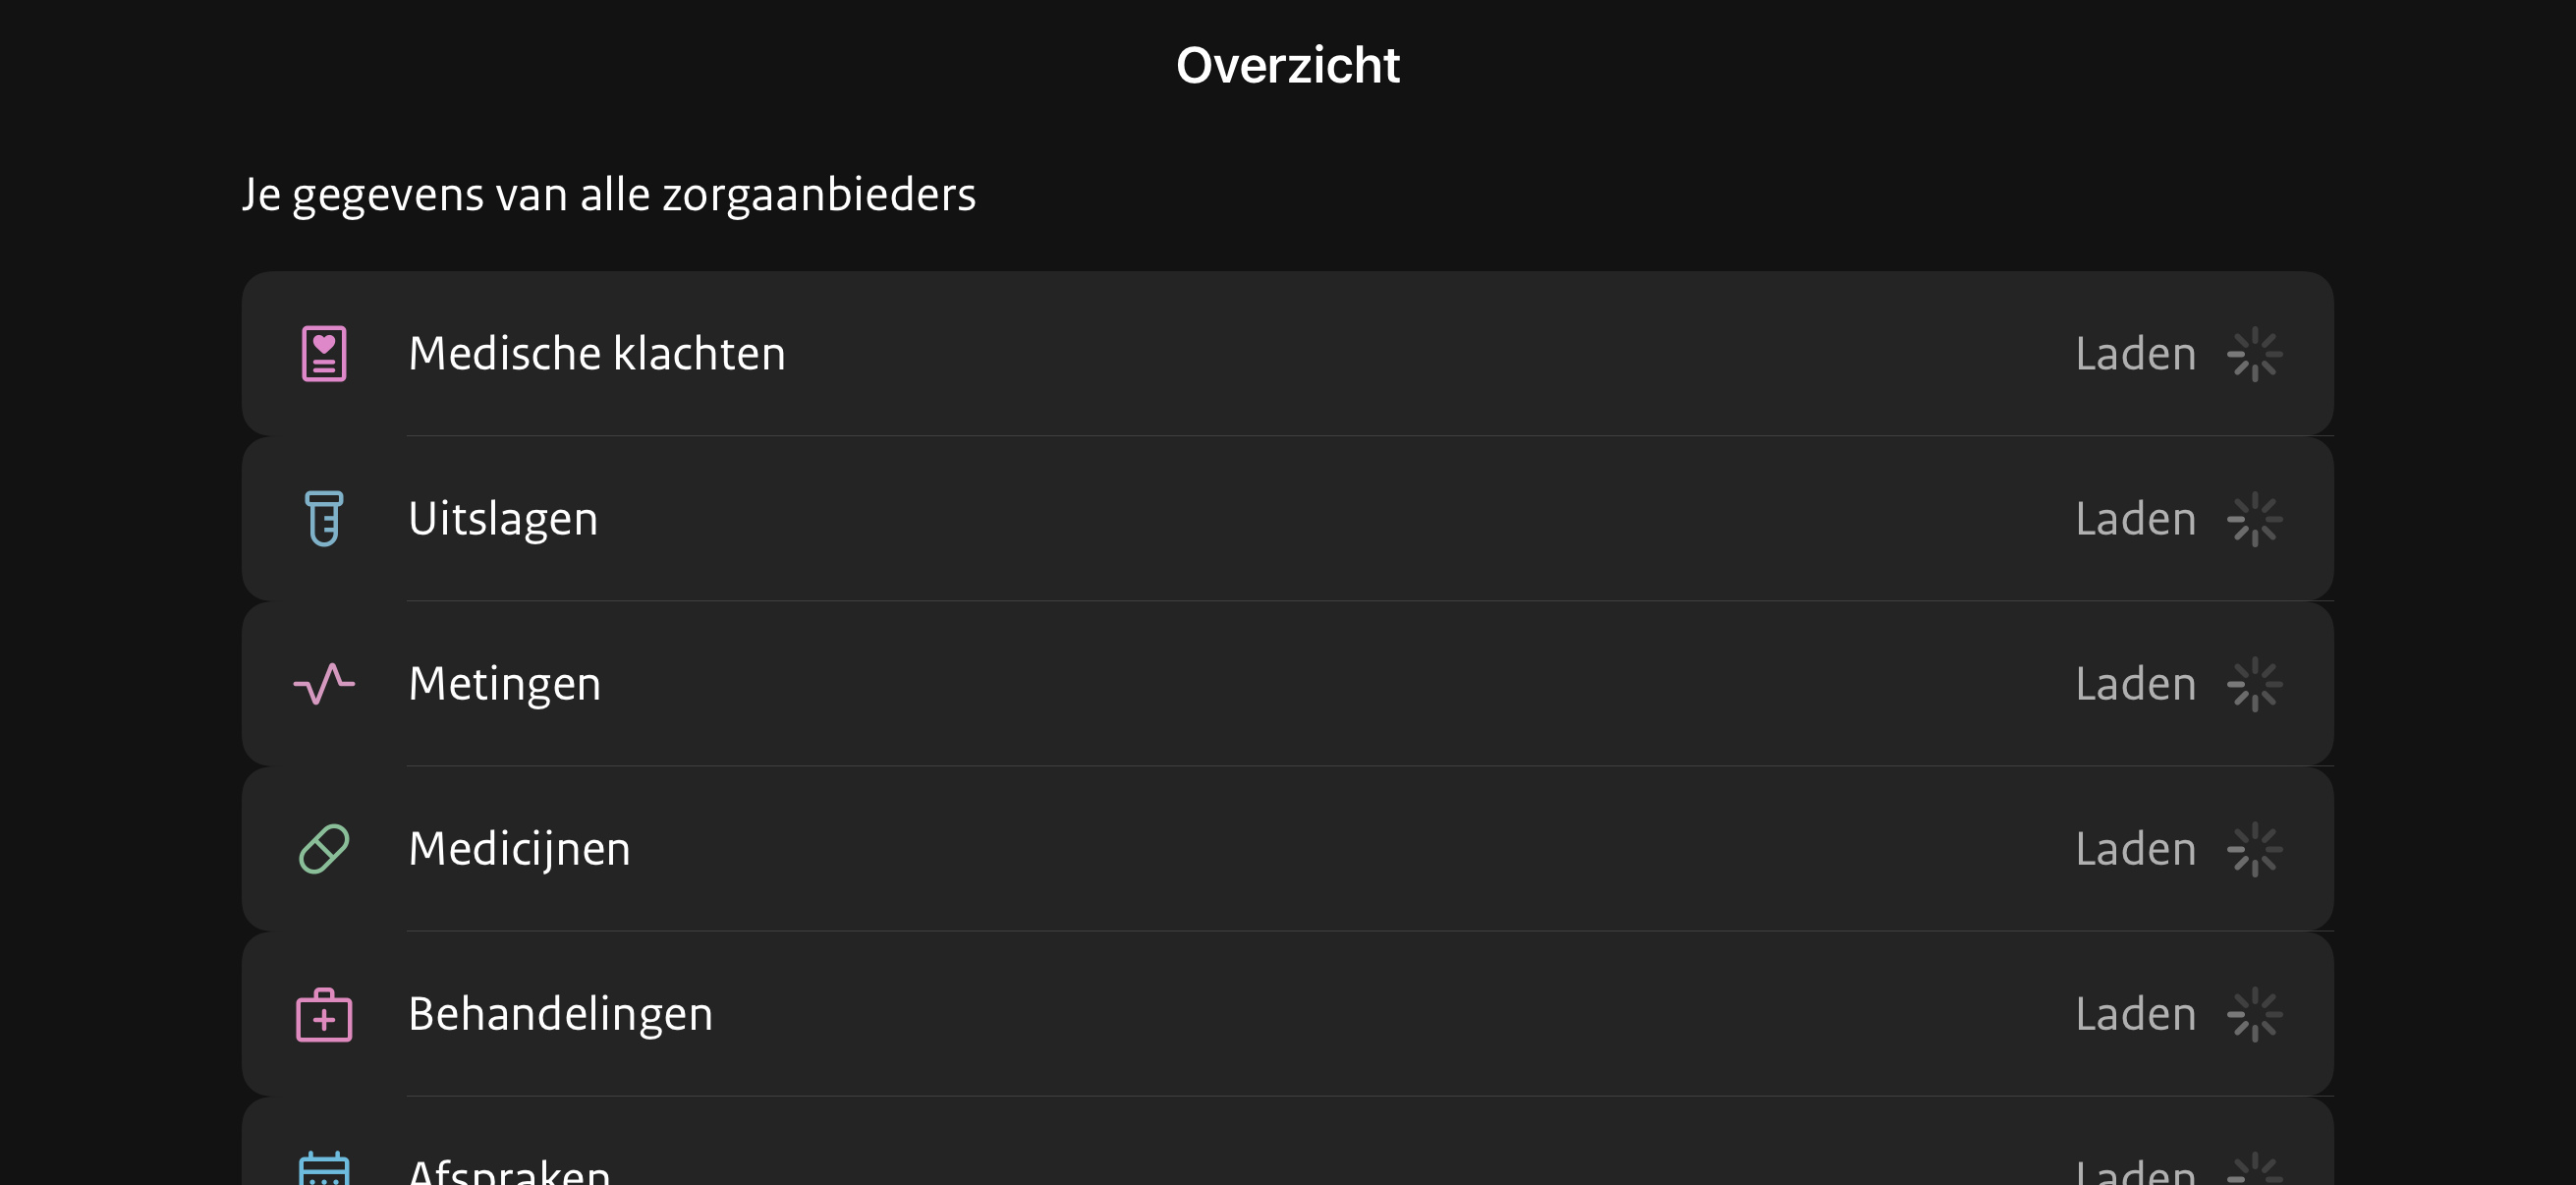 Overzicht
Je gegevens van alle zorgaanbieders
Medische klachten Laden
Uitslagen Laden
Metingen Laden
Medicijnen Laden
Behandelingen Laden
Afspraken Laden